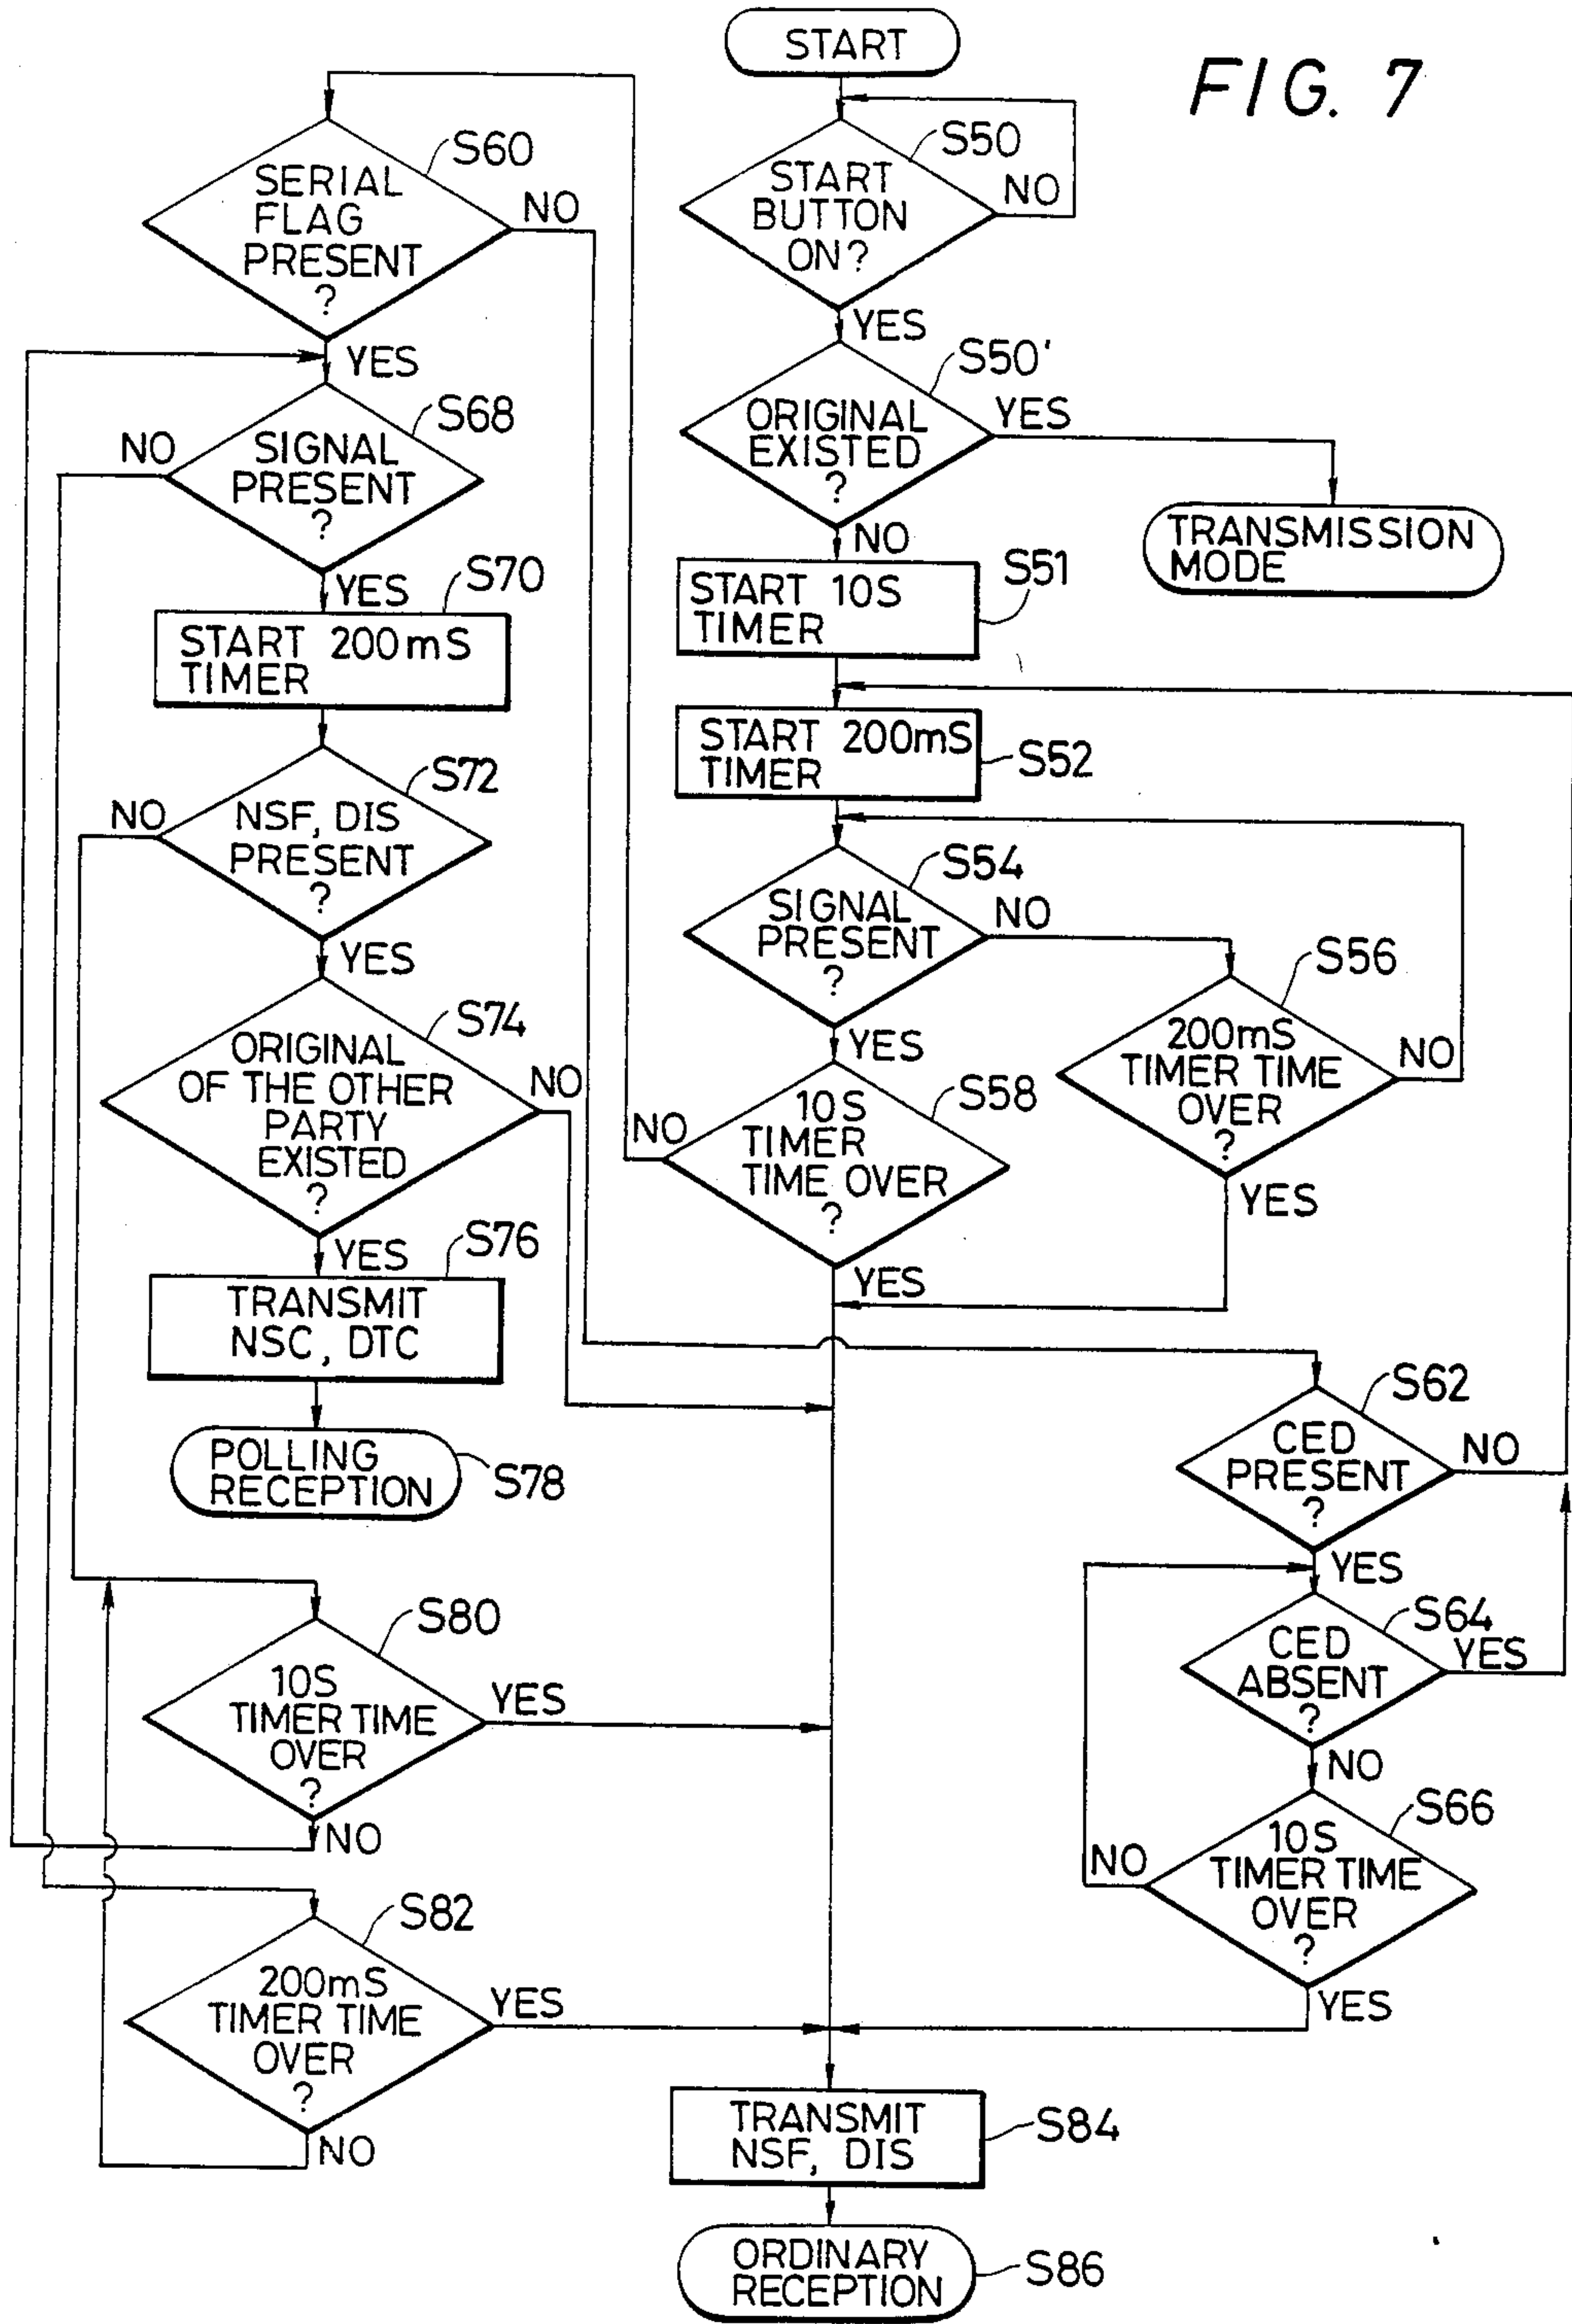 FIG. 7
START
S50
START
BUTTON
ON?
NO
YES
S50'
ORIGINAL
EXISTED
?
YES
TRANSMISSION
MODE
NO
S51
START 10S
TIMER
START 200mS
TIMER
S52
S54
SIGNAL
PRESENT
?
NO
YES
S56
200mS
TIMER TIME
OVER
?
NO
YES
S58
10S
TIMER
TIME OVER
?
NO
YES
S60
SERIAL
FLAG
PRESENT
?
NO
YES
S68
SIGNAL
PRESENT
?
NO
YES
S70
START 200mS
TIMER
S72
NSF, DIS
PRESENT
?
NO
YES
S74
ORIGINAL
OF THE OTHER
PARTY
EXISTED
?
NO
YES
S76
TRANSMIT
NSC, DTC
POLLING
RECEPTION
S78
S62
CED
PRESENT
?
NO
YES
S64
CED
ABSENT
?
YES
NO
S66
10S
TIMER TIME
OVER
?
NO
YES
S80
10S
TIMER TIME
OVER
?
YES
NO
S82
200mS
TIMER TIME
OVER
?
YES
NO
TRANSMIT
NSF, DIS
S84
ORDINARY
RECEPTION
S86